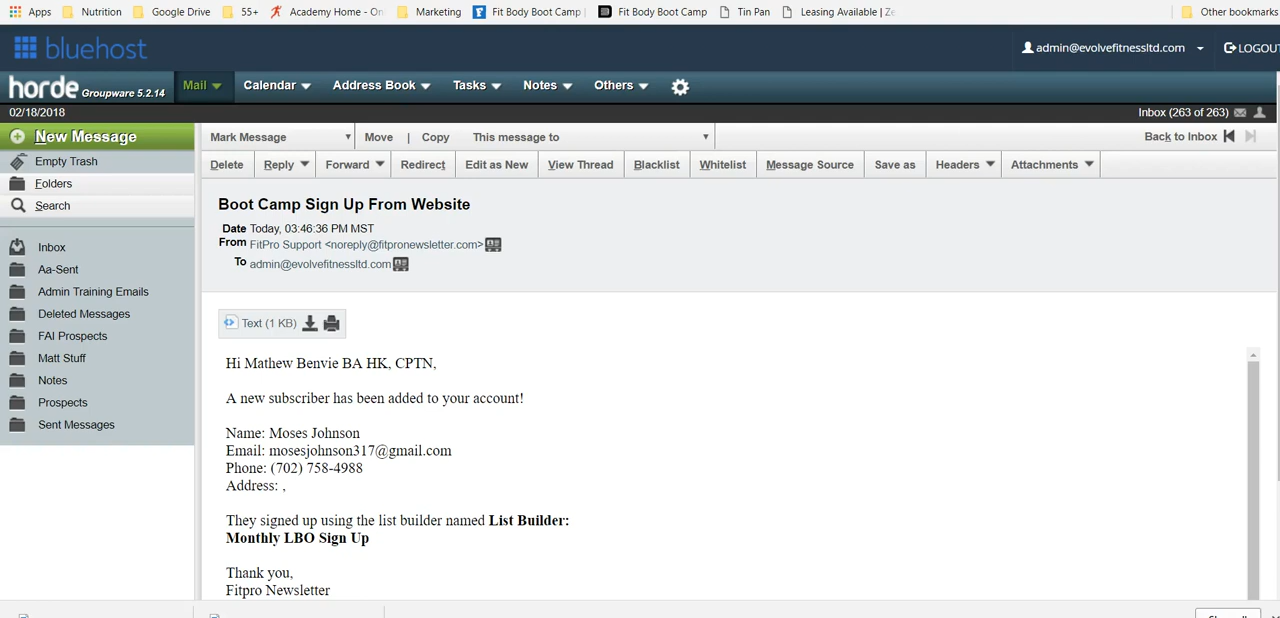 Apps Nutrition Google Drive 55+ Academy Home - On Marketing Fit Body Boot Camp Fit Body Boot Camp Tin Pan Leasing Available | Ze Other bookmarks
bluehost admin@evolvefitnessltd.com LOGOUT
horde Groupware 5.2.14 Mail Calendar Address Book Tasks Notes Others
02/18/2018 Inbox (263 of 263)
New Message Mark Message Move | Copy This message to Back to Inbox
Empty Trash Delete Reply Forward Redirect Edit as New View Thread Blacklist Whitelist Message Source Save as Headers Attachments
Folders
Search
Inbox
Aa-Sent
Admin Training Emails
Deleted Messages
FAI Prospects
Matt Stuff
Notes
Prospects
Sent Messages
Boot Camp Sign Up From Website
Date Today, 03:46:36 PM MST
From FitPro Support <noreply@fitpronewsletter.com>
To admin@evolvefitnessltd.com
Text (1 KB)
Hi Mathew Benvie BA HK, CPTN,
A new subscriber has been added to your account!
Name: Moses Johnson
Email: mosesjohnson317@gmail.com
Phone: (702) 758-4988
Address: ,
They signed up using the list builder named List Builder:
Monthly LBO Sign Up
Thank you,
Fitpro Newsletter